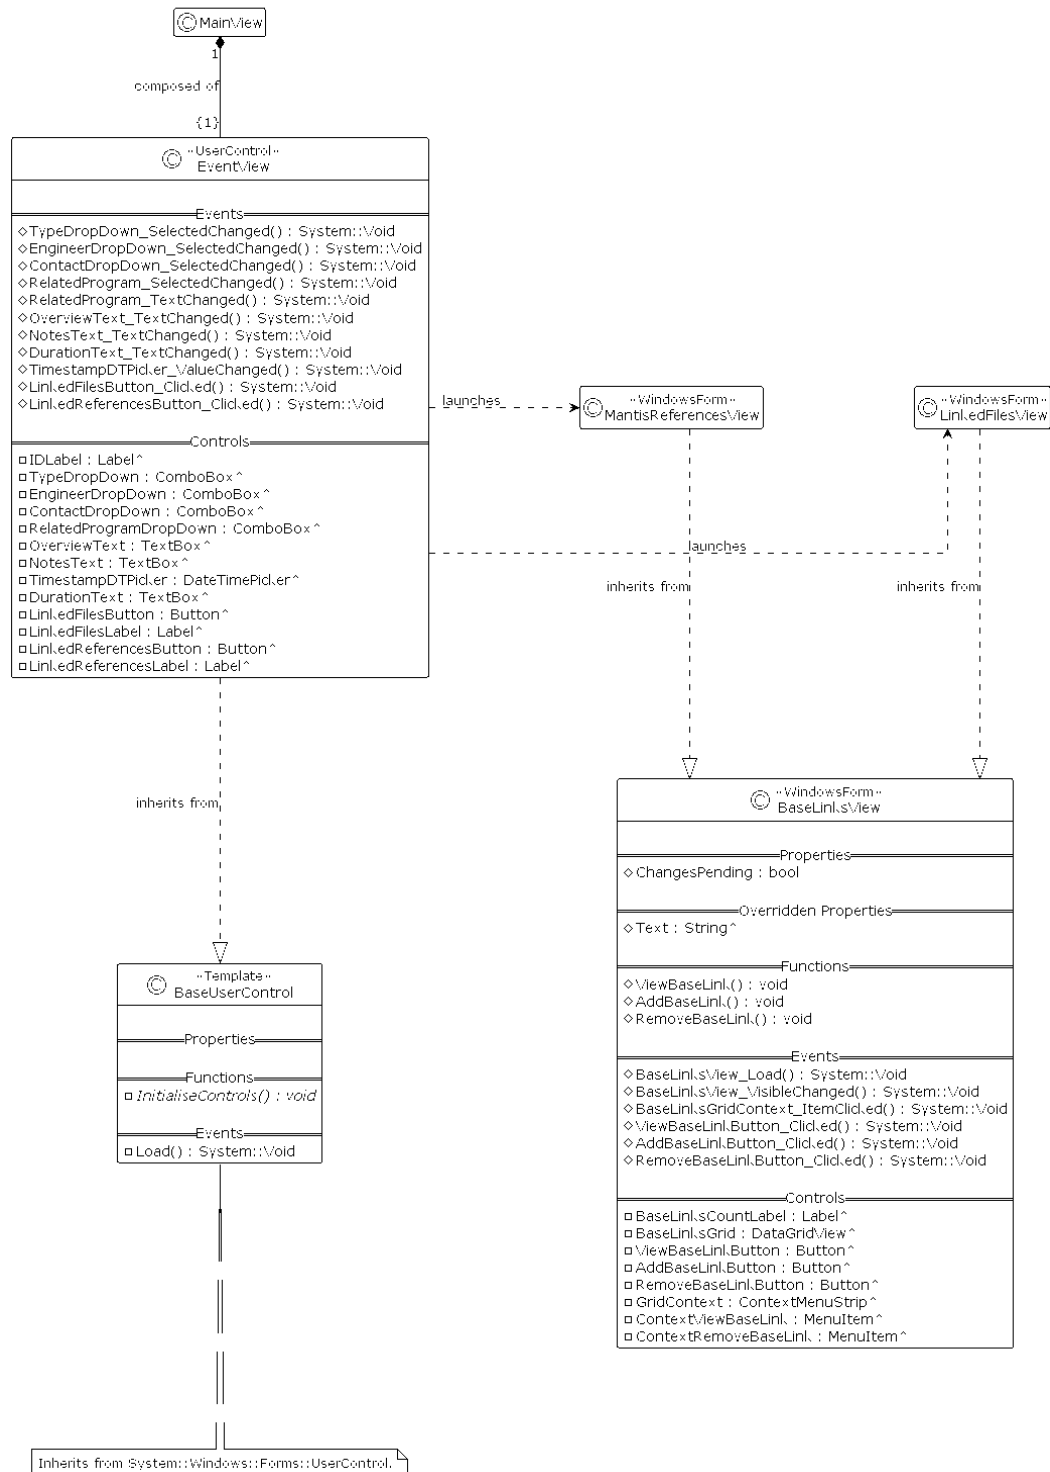 MainView
1
composed of
{1}
«UserControl»
EventView
Events
TypeDropDown_SelectedChanged() : System::Void
EngineerDropDown_SelectedChanged() : System::Void
ContactDropDown_SelectedChanged() : System::Void
RelatedProgram_SelectedChanged() : System::Void
RelatedProgram_TextChanged() : System::Void
OverviewText_TextChanged() : System::Void
NotesText_TextChanged() : System::Void
DurationText_TextChanged() : System::Void
TimestampDTPicker_ValueChanged() : System::Void
LinkedFilesButton_Clicked() : System::Void
LinkedReferencesButton_Clicked() : System::Void
Controls
IDLabel : Label^
TypeDropDown : ComboBox^
EngineerDropDown : ComboBox^
ContactDropDown : ComboBox^
RelatedProgramDropDown : ComboBox^
OverviewText : TextBox^
NotesText : TextBox^
TimestampDTPicker : DateTimePicker^
DurationText : TextBox^
LinkedFilesButton : Button^
LinkedFilesLabel : Label^
LinkedReferencesButton : Button^
LinkedReferencesLabel : Label^
launches
«WindowsForm»
MantisReferencesView
«WindowsForm»
LinkedFilesView
launches
inherits from
inherits from
inherits from
«WindowsForm»
BaseLinksView
Properties
ChangesPending : bool
Overridden Properties
Text : String^
Functions
ViewBaseLink() : void
AddBaseLink() : void
RemoveBaseLink() : void
Events
BaseLinksView_Load() : System::Void
BaseLinksView_VisibleChanged() : System::Void
BaseLinksGridContext_ItemClicked() : System::Void
ViewBaseLinkButton_Clicked() : System::Void
AddBaseLinkButton_Clicked() : System::Void
RemoveBaseLinkButton_Clicked() : System::Void
Controls
BaseLinksCountLabel : Label^
BaseLinksGrid : DataGridView^
ViewBaseLinkButton : Button^
AddBaseLinkButton : Button^
RemoveBaseLinkButton : Button^
GridContext : ContextMenuStrip^
ContextViewBaseLink : MenuItem^
ContextRemoveBaseLink : MenuItem^
«Template»
BaseUserControl
Properties
Functions
InitialiseControls() : void
Events
Load() : System::Void
Inherits from System::Windows::Forms::UserControl.